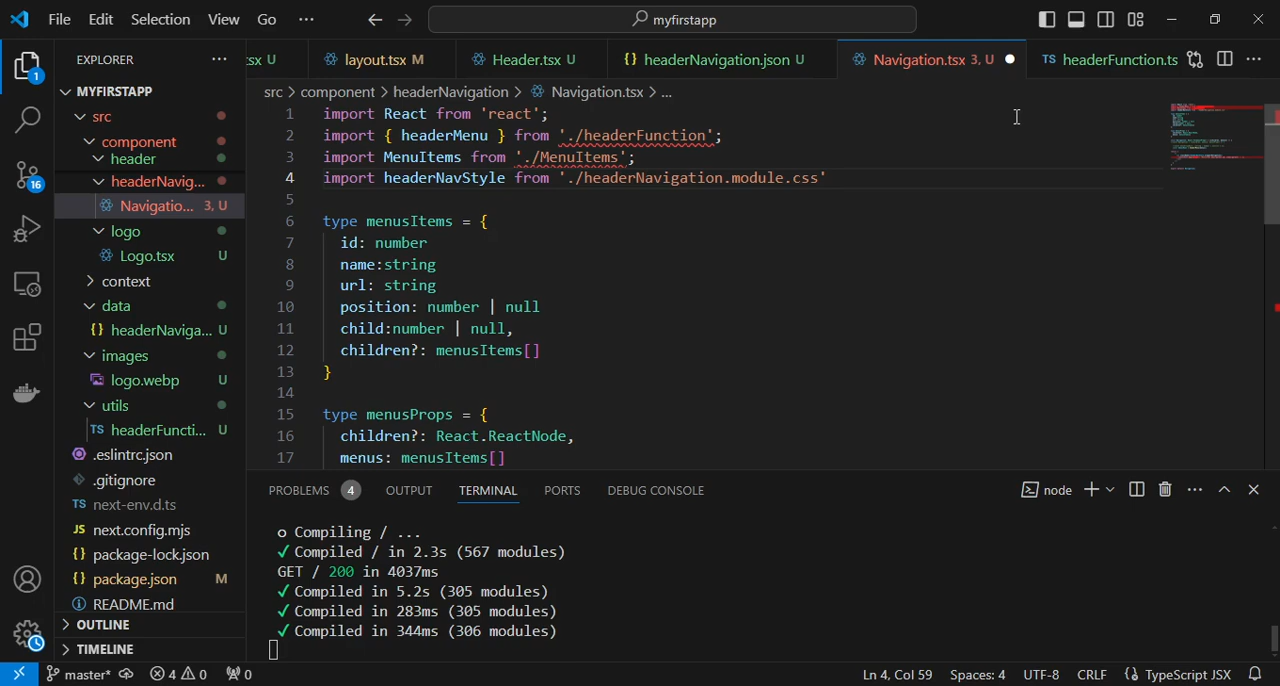 File Edit Selection View Go ··· myfirstapp
EXPLORER ··· tsx U layout.tsx M Header.tsx U {} headerNavigation.json U Navigation.tsx 3, U TS headerFunction.ts ···
src > component > headerNavigation > Navigation.tsx > ...
1
MYFIRSTAPP
src
component
header
headerNavig...
Navigatio... 3, U
logo
Logo.tsx U
context
data
{} headerNaviga... U
images
logo.webp U
utils
TS headerFuncti... U
.eslintrc.json
.gitignore
TS next-env.d.ts
JS next.config.mjs
{} package-lock.json
{} package.json M
README.md
OUTLINE
TIMELINE
16
1 import React from 'react';
2 import { headerMenu } from './headerFunction';
3 import MenuItems from './MenuItems';
4 import headerNavStyle from './headerNavigation.module.css'
5
6 type menusItems = {
7 id: number
8 name:string
9 url: string
10 position: number | null
11 child:number | null,
12 children?: menusItems[]
13 }
14
15 type menusProps = {
16 children?: React.ReactNode,
17 menus: menusItems[]
PROBLEMS 4 OUTPUT TERMINAL PORTS DEBUG CONSOLE node ···
o Compiling / ...
✓ Compiled / in 2.3s (567 modules)
GET / 200 in 4037ms
✓ Compiled in 5.2s (305 modules)
✓ Compiled in 283ms (305 modules)
✓ Compiled in 344ms (306 modules)
master* 4 0 0 Ln 4, Col 59 Spaces: 4 UTF-8 CRLF {} TypeScript JSX